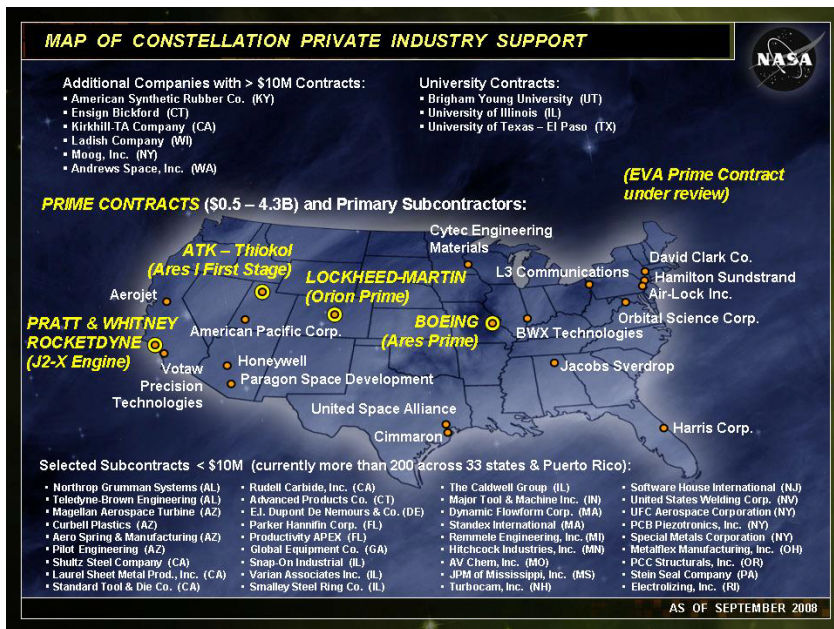 MAP OF CONSTELLATION PRIVATE INDUSTRY SUPPORT
NASA
Additional Companies with > $10M Contracts:
▪ American Synthetic Rubber Co. (KY)
▪ Ensign Bickford (CT)
▪ Kirkhill-TA Company (CA)
▪ Ladish Company (WI)
▪ Moog, Inc. (NY)
▪ Andrews Space, Inc. (WA)
University Contracts:
▪ Brigham Young University (UT)
▪ University of Illinois (IL)
▪ University of Texas – El Paso (TX)
(EVA Prime Contract
under review)
PRIME CONTRACTS ($0.5 – 4.3B) and Primary Subcontractors:
Cytec Engineering
Materials
ATK – Thiokol
(Ares I First Stage)
David Clark Co.
L3 Communications
Hamilton Sundstrand
LOCKHEED-MARTIN
(Orion Prime)
Air-Lock Inc.
Aerojet
Orbital Science Corp.
PRATT & WHITNEY
ROCKETDYNE
(J2-X Engine)
American Pacific Corp.
BOEING
(Ares Prime)
BWX Technologies
Votaw
Precision
Technologies
Honeywell
Paragon Space Development
Jacobs Sverdrop
United Space Alliance
Cimmaron
Harris Corp.
Selected Subcontracts < $10M (currently more than 200 across 33 states & Puerto Rico):
▪ Northrop Grumman Systems (AL)
▪ Teledyne-Brown Engineering (AL)
▪ Magellan Aerospace Turbine (AZ)
▪ Curbell Plastics (AZ)
▪ Aero Spring & Manufacturing (AZ)
▪ Pilot Engineering (AZ)
▪ Shultz Steel Company (CA)
▪ Laurel Sheet Metal Prod., Inc. (CA)
▪ Standard Tool & Die Co. (CA)
▪ Rudell Carbide, Inc. (CA)
▪ Advanced Products Co. (CT)
▪ E.I. Dupont De Nemours & Co. (DE)
▪ Parker Hannifin Corp. (FL)
▪ Productivity APEX (FL)
▪ Global Equipment Co. (GA)
▪ Snap-On Industrial (IL)
▪ Varian Associates Inc. (IL)
▪ Smalley Steel Ring Co. (IL)
▪ The Caldwell Group (IL)
▪ Major Tool & Machine Inc. (IN)
▪ Dynamic Flowform Corp. (MA)
▪ Standex International (MA)
▪ Remmele Engineering, Inc. (MI)
▪ Hitchcock Industries, Inc. (MN)
▪ AV Chem, Inc. (MO)
▪ JPM of Mississippi, Inc. (MS)
▪ Turbocam, Inc. (NH)
▪ Software House International (NJ)
▪ United States Welding Corp. (NV)
▪ UFC Aerospace Corporation (NY)
▪ PCB Piezotronics, Inc. (NY)
▪ Special Metals Corporation (NY)
▪ Metalflex Manufacturing, Inc. (OH)
▪ PCC Structurals, Inc. (OR)
▪ Stein Seal Company (PA)
▪ Electrolizing, Inc. (RI)
AS OF SEPTEMBER 2008